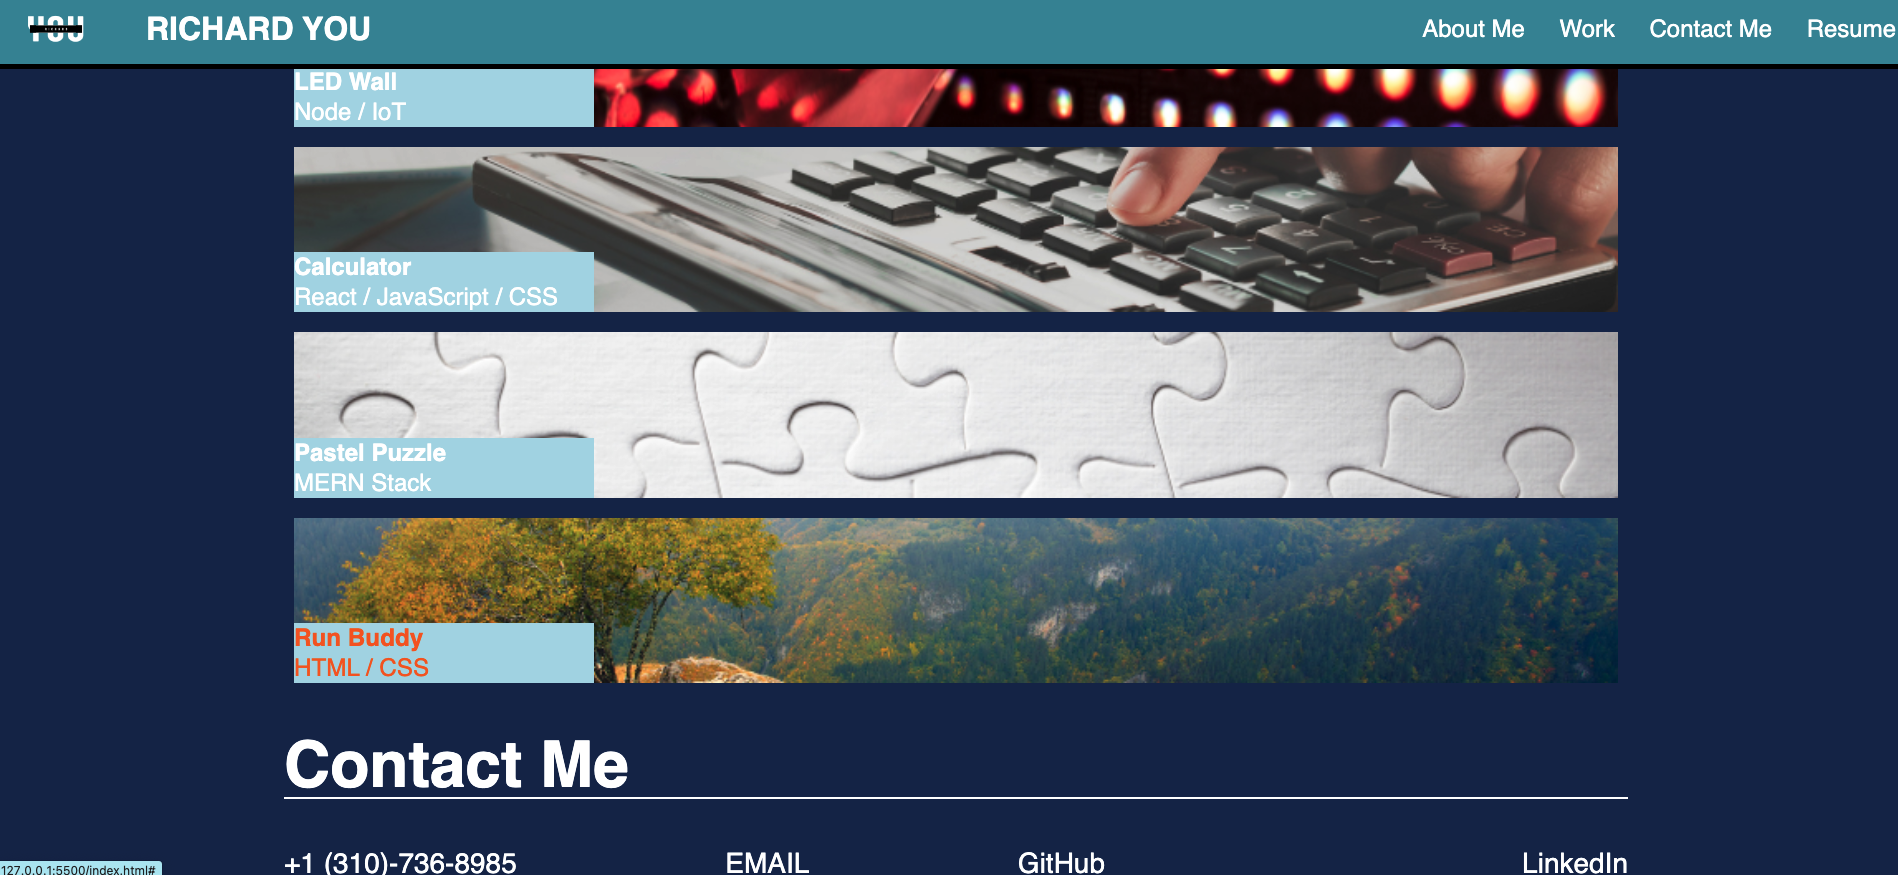 YOU
RICHARD YOU
About Me Work Contact Me Resume
LED Wall
Node / IoT
Calculator
React / JavaScript / CSS
Pastel Puzzle
MERN Stack
Run Buddy
HTML / CSS
Contact Me
+1 (310)-736-8985 EMAIL GitHub LinkedIn
127.0.0.1:5500/index.html#